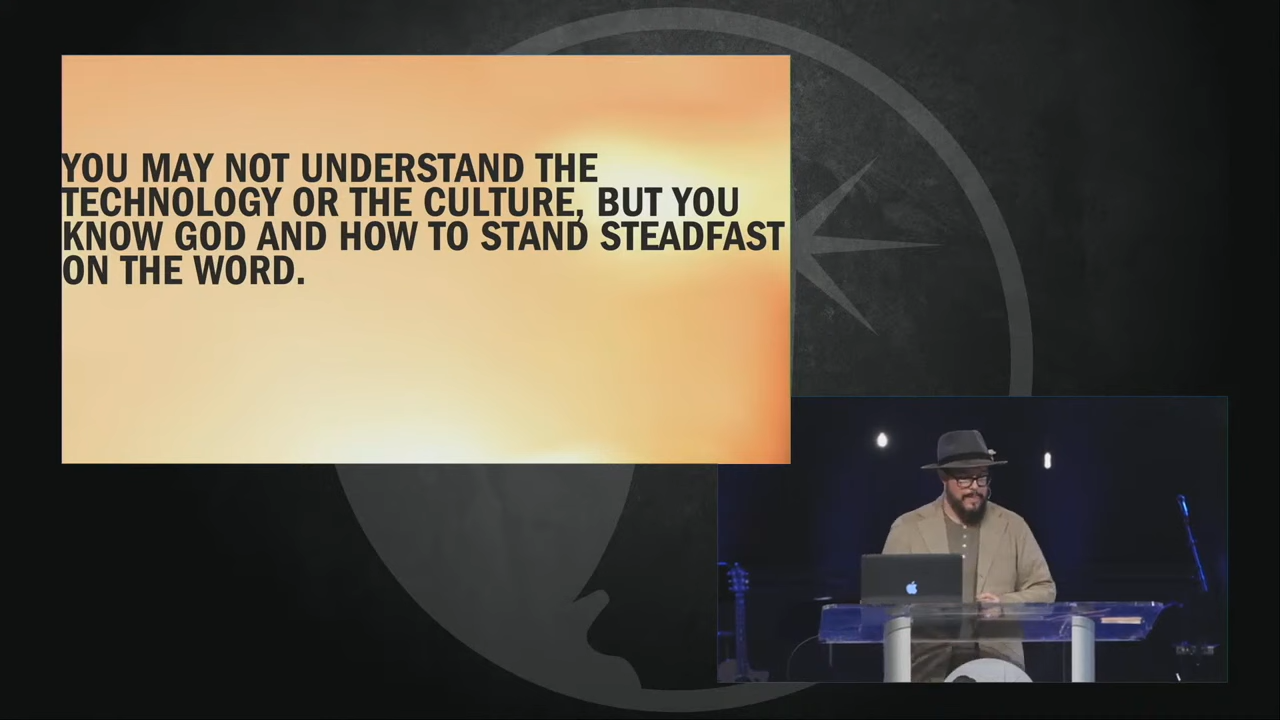 YOU MAY NOT UNDERSTAND THE
TECHNOLOGY OR THE CULTURE, BUT YOU
KNOW GOD AND HOW TO STAND STEADFAST
ON THE WORD.